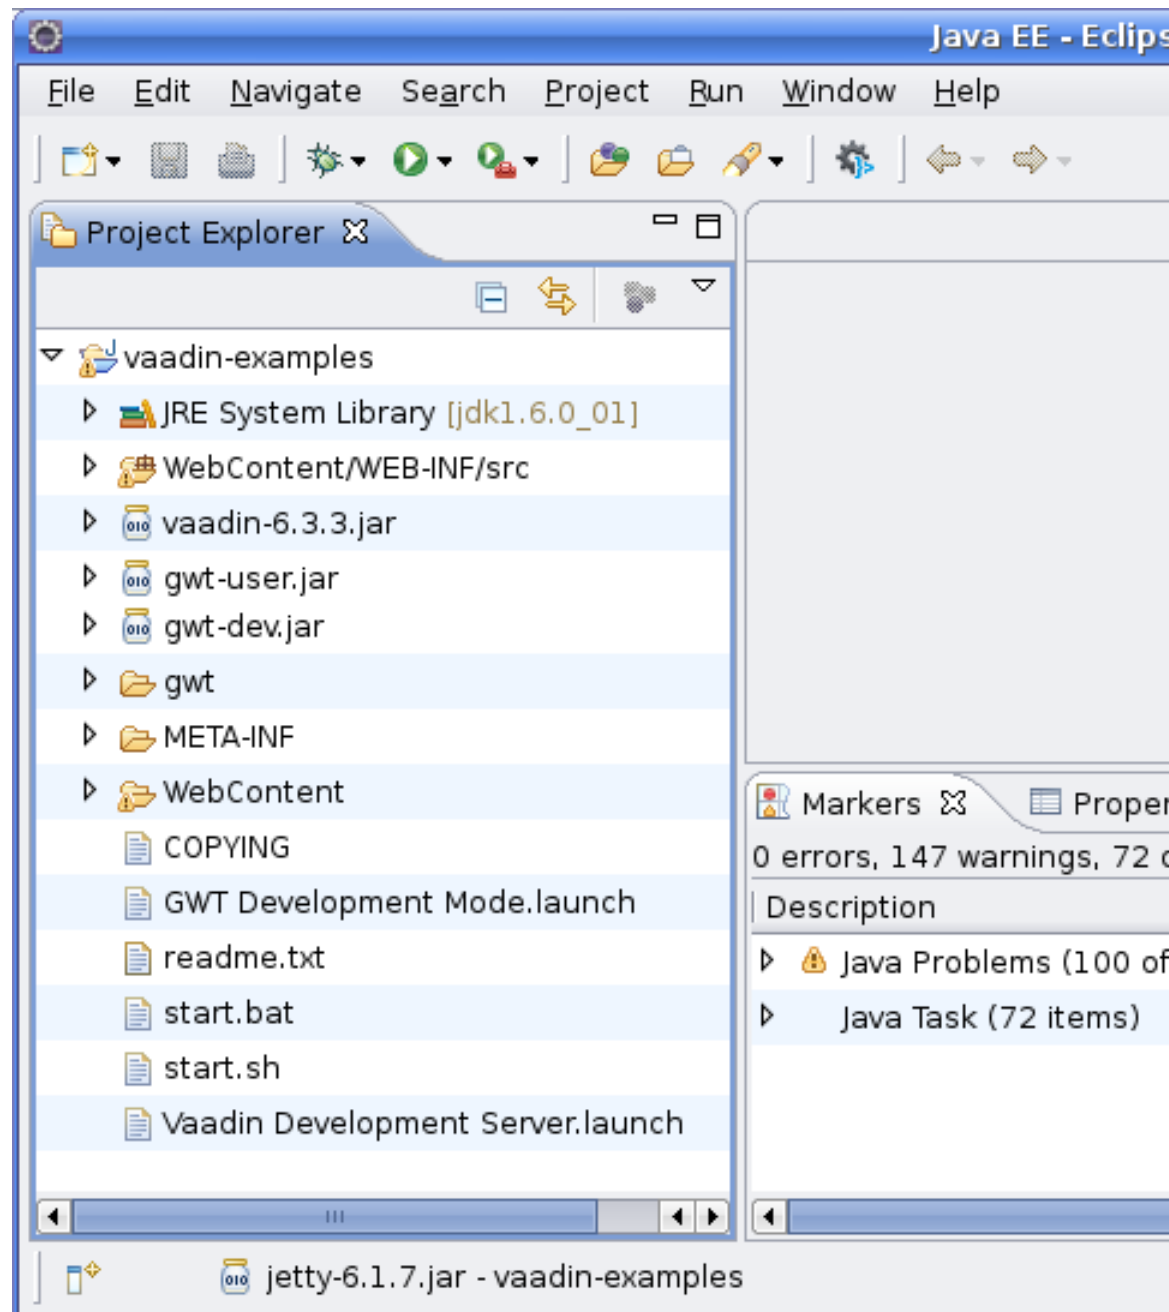 Java EE - Eclips
File Edit Navigate Search Project Run Window Help
Project Explorer
vaadin-examples
JRE System Library [jdk1.6.0_01]
WebContent/WEB-INF/src
vaadin-6.3.3.jar
gwt-user.jar
gwt-dev.jar
gwt
META-INF
WebContent
COPYING
GWT Development Mode.launch
readme.txt
start.bat
start.sh
Vaadin Development Server.launch
Markers Proper
0 errors, 147 warnings, 72 o
Description
Java Problems (100 of
Java Task (72 items)
jetty-6.1.7.jar - vaadin-examples